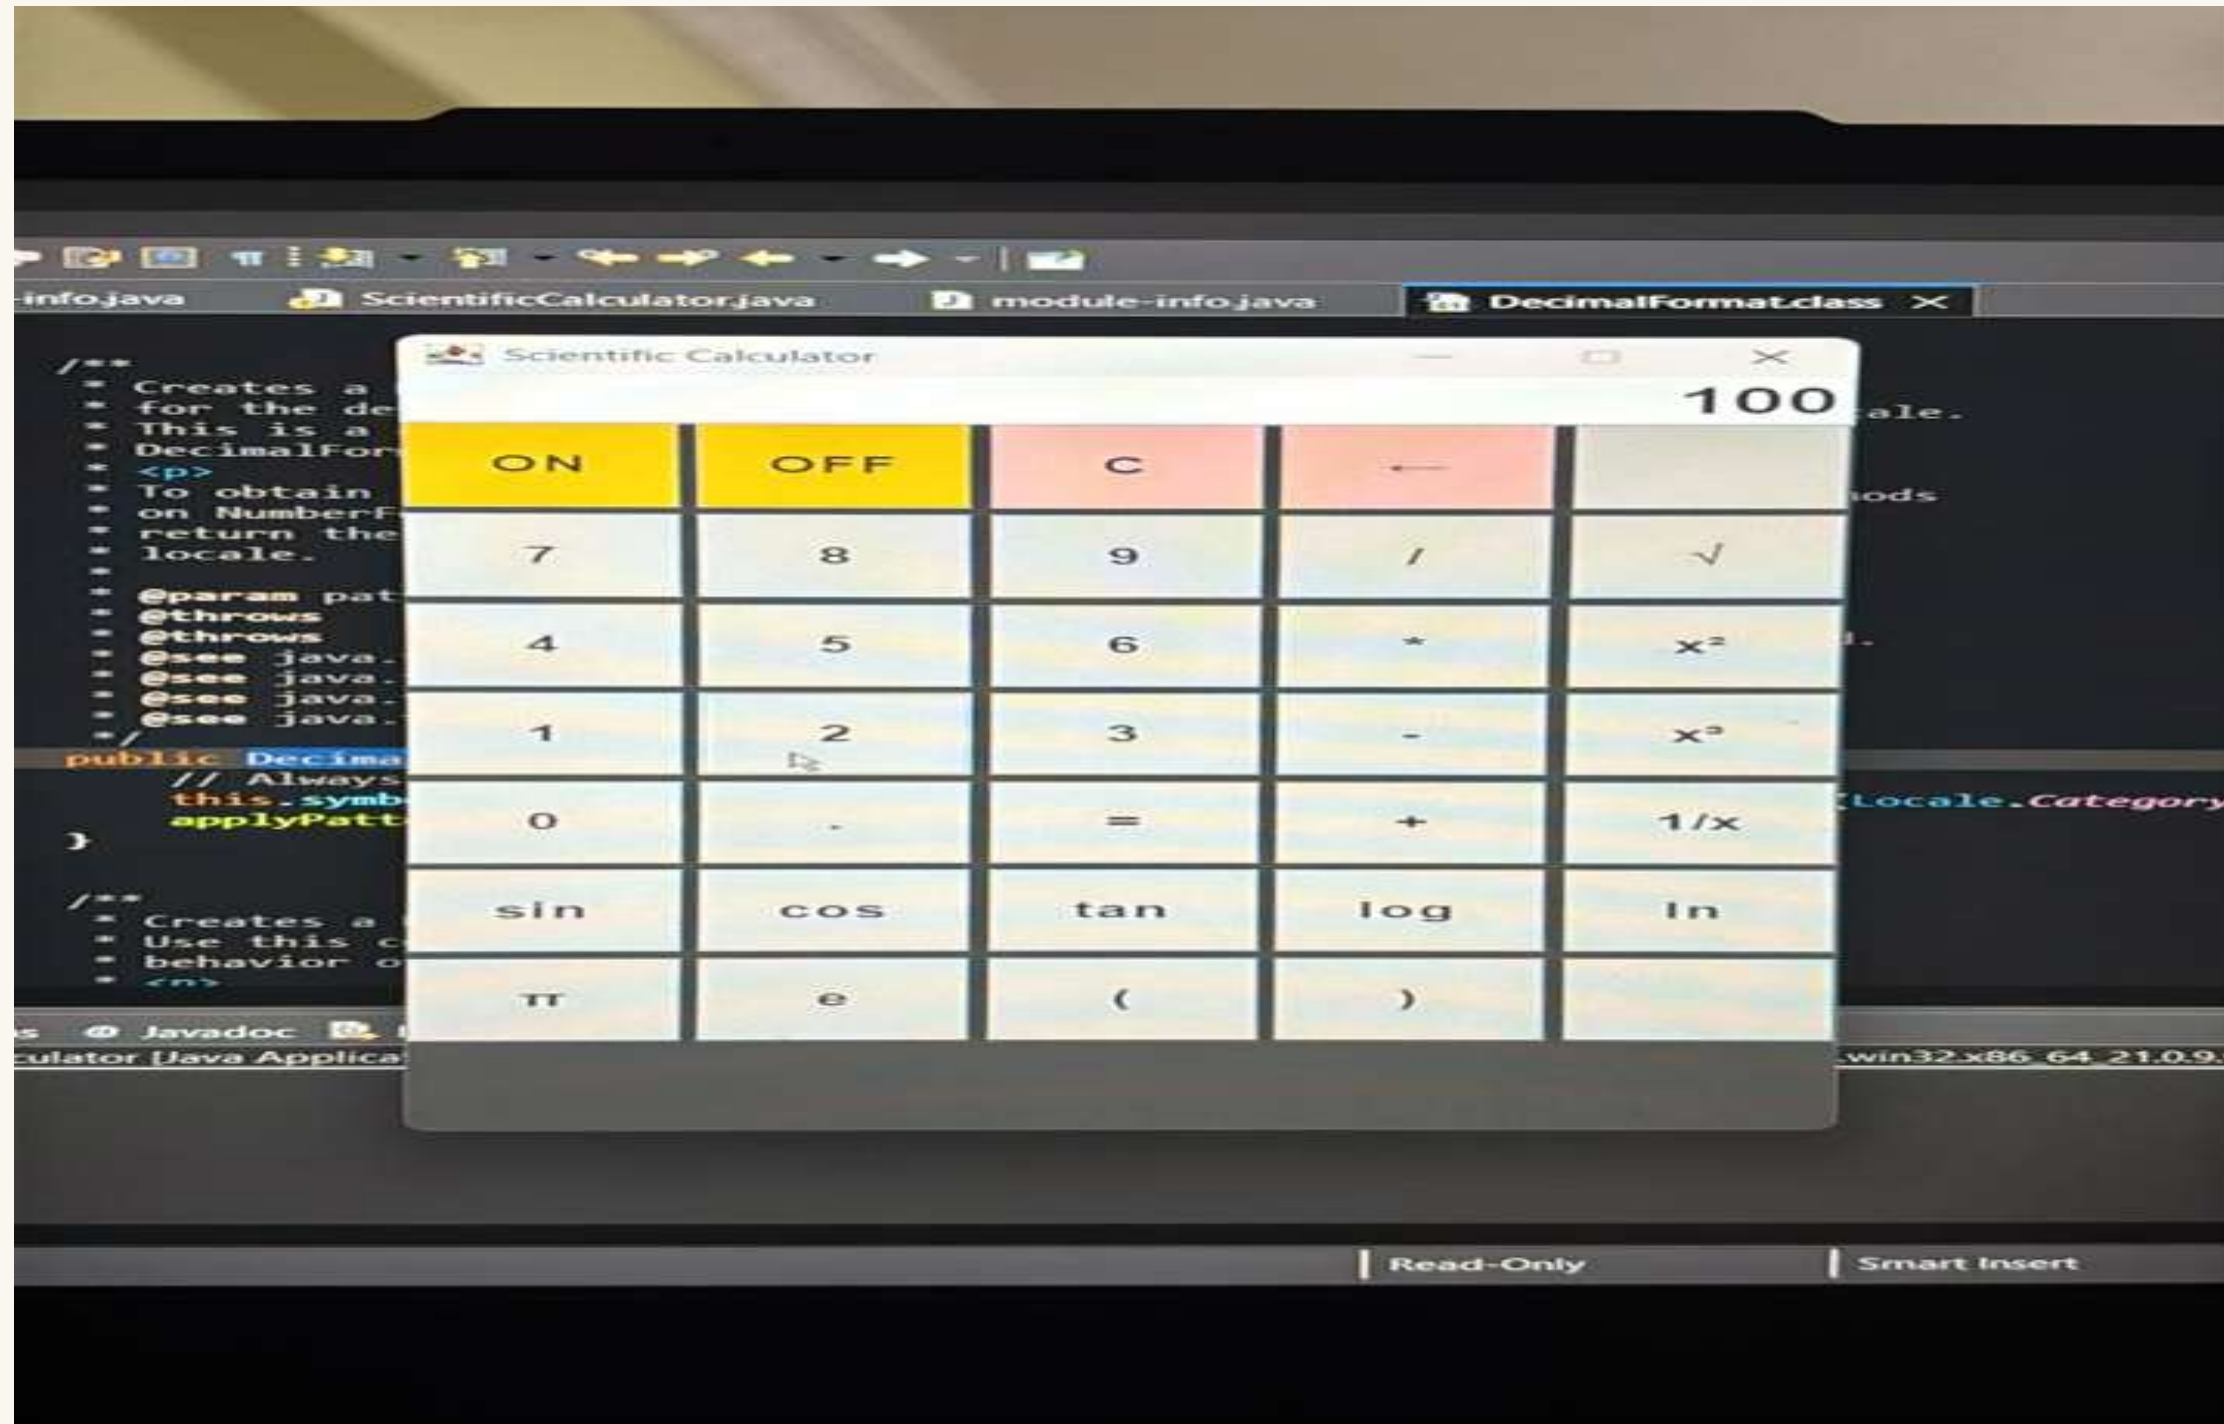 -info.java ScientificCalculator.java module-info.java DecimalFormat.class
Scientific Calculator
100
ON OFF C ←
7 8 9 / √
4 5 6 * x²
1 2 3 - x³
0 . = + 1/x
sin cos tan log ln
π e ( )
/**
* Creates a
* for the de ale.
* This is a
* DecimalFor
* <p>
* To obtain ods
* on NumberF
* return the
* locale.
*
* @param pat
* @throws
* @throws d.
* @see java.
* @see java.
* @see java.
* @see java.
*/
public Decima
// Always
this.symb (Locale.Category
applyPatt
}
/**
* Creates a
* Use this c
* behavior o
s @ Javadoc
culator [Java Applica .win32.x86_64_21.0.9.
Read-Only Smart Insert